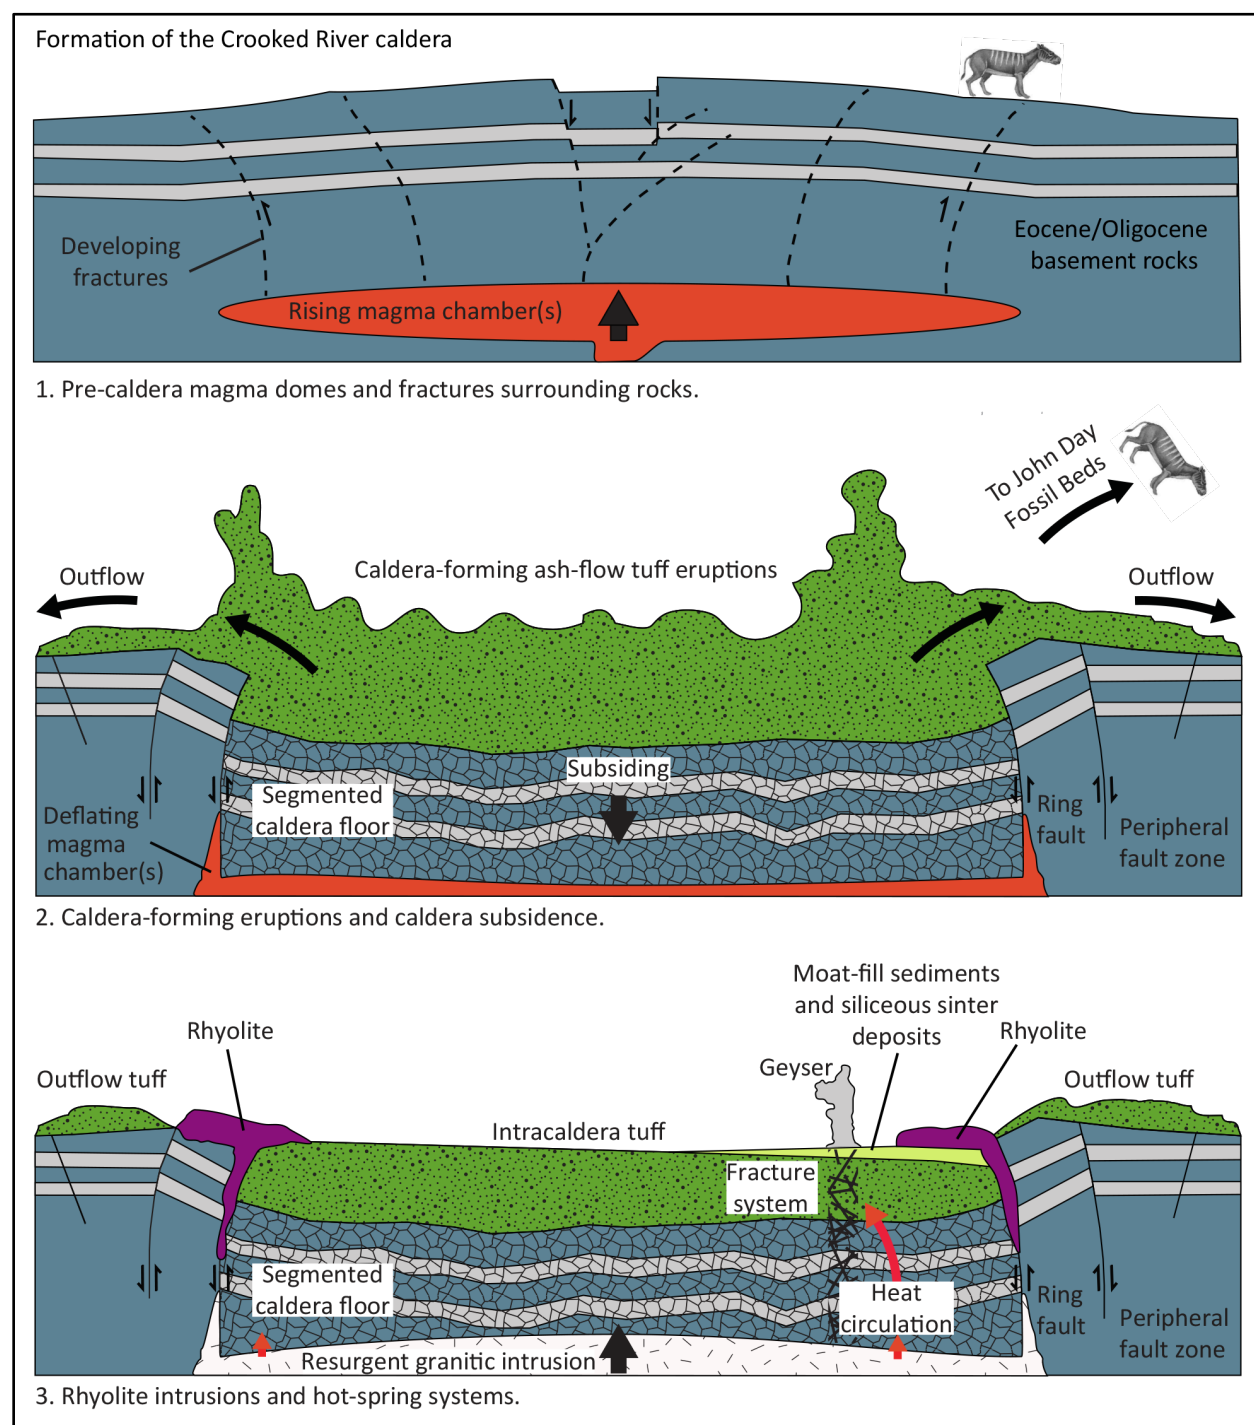 Formation of the Crooked River caldera
Developing
fractures
Rising magma chamber(s)
Eocene/Oligocene
basement rocks
1. Pre-caldera magma domes and fractures surrounding rocks.
To John Day
Fossil Beds
Outflow
Caldera-forming ash-flow tuff eruptions
Outflow
Subsiding
Segmented
caldera floor
Deflating
magma
chamber(s)
Ring
fault
Peripheral
fault zone
2. Caldera-forming eruptions and caldera subsidence.
Moat-fill sediments
and siliceous sinter
deposits
Rhyolite
Rhyolite
Geyser
Outflow tuff
Outflow tuff
Intracaldera tuff
Fracture
system
Segmented
caldera floor
Heat
circulation
Ring
fault
Peripheral
fault zone
Resurgent granitic intrusion
3. Rhyolite intrusions and hot-spring systems.